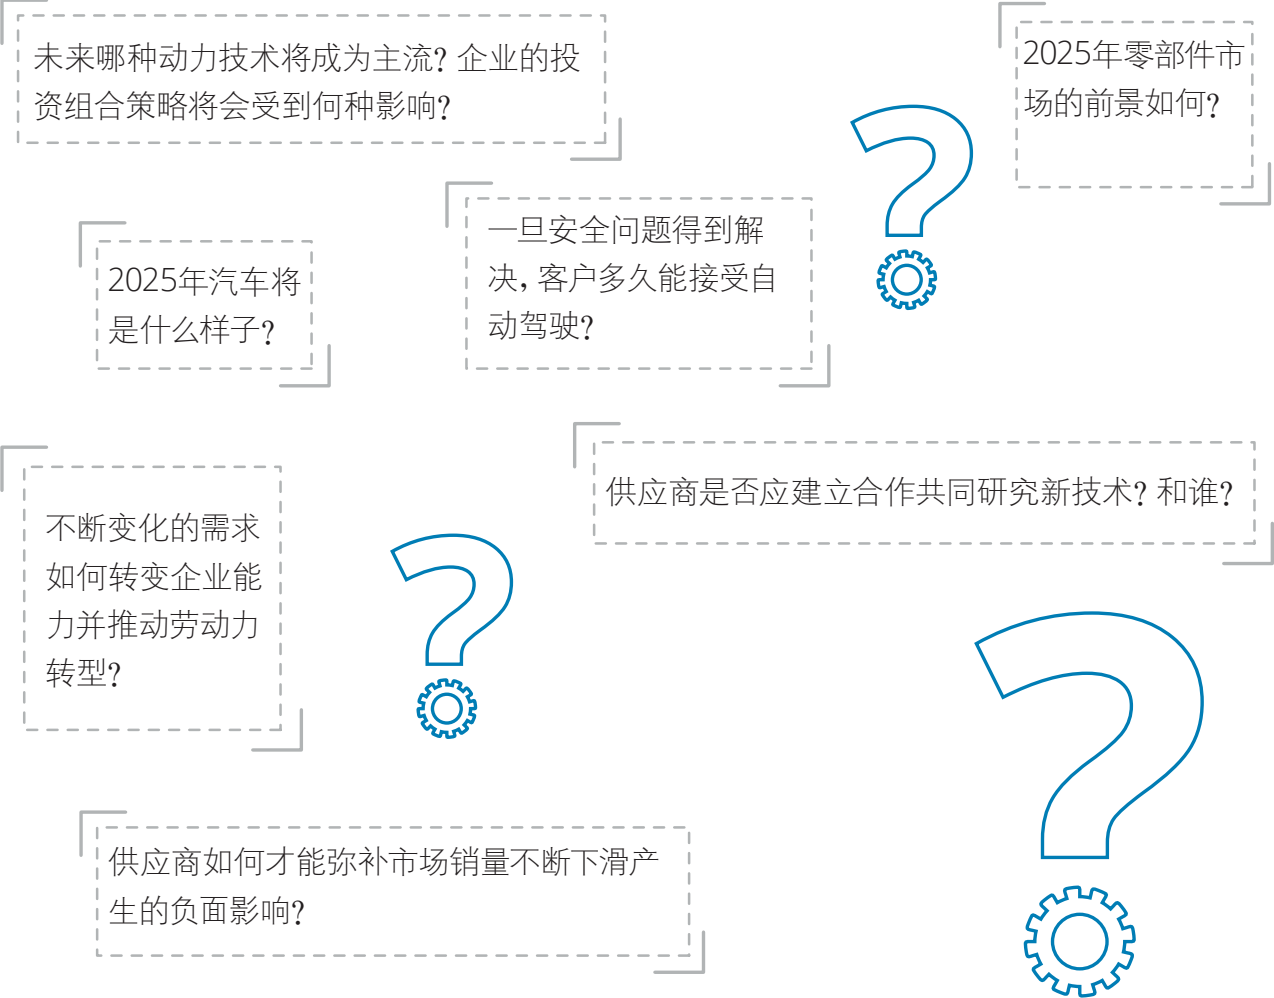 未来哪种动力技术将成为主流？企业的投
资组合策略将会受到何种影响？
2025年零部件市
场的前景如何？
2025年汽车将
是什么样子？
一旦安全问题得到解
决，客户多久能接受自
动驾驶？
供应商是否应建立合作共同研究新技术？和谁？
不断变化的需求
如何转变企业能
力并推动劳动力
转型？
供应商如何才能弥补市场销量不断下滑产
生的负面影响？